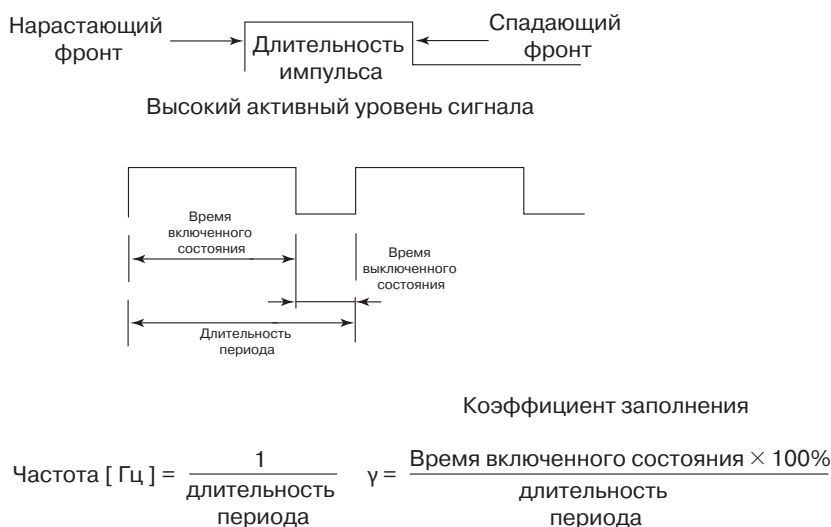 Нарастающий
фронт
Длительность
импульса
Спадающий
фронт
Высокий активный уровень сигнала
Время
включенного
состояния
Время
выключенного
состояния
Длительность
периода
Коэффициент заполнения
Частота [ Гц ] = 1 / длительность периода
γ = Время включенного состояния × 100% / длительность периода